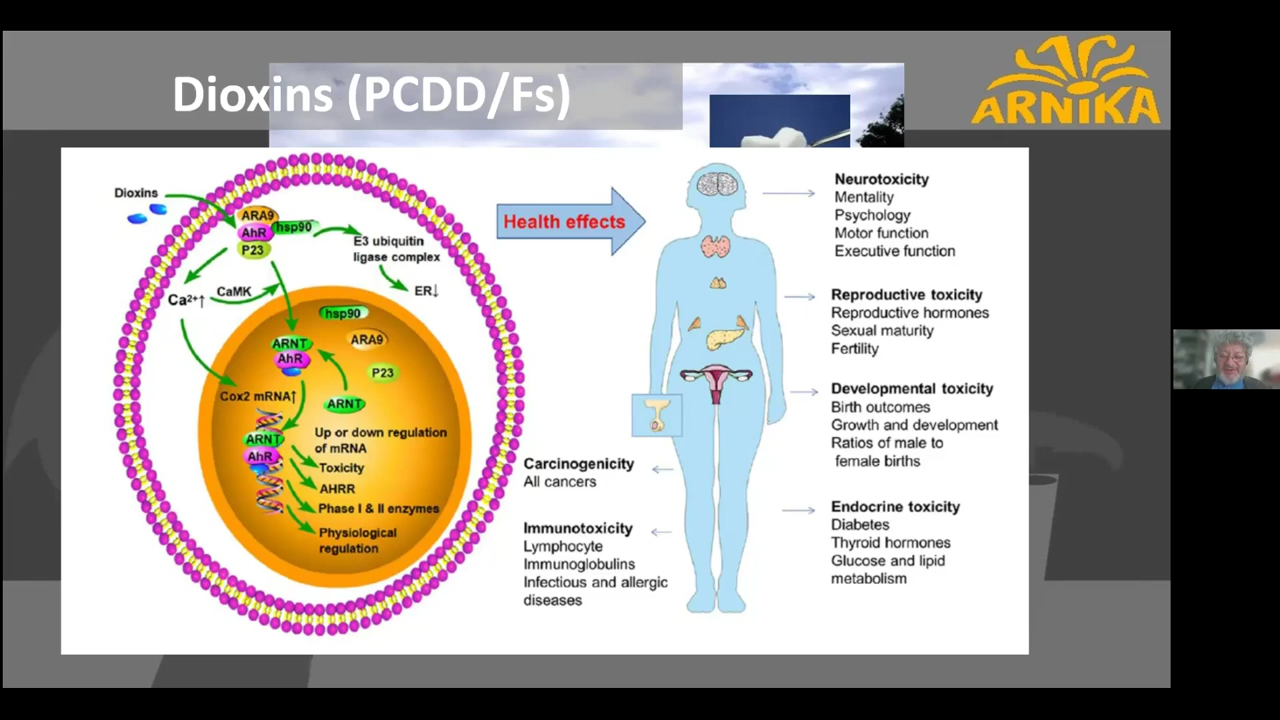 Dioxins (PCDD/Fs)
ARNIKA
Dioxins
ARA9
AhR
hsp90
P23
E3 ubiquitin
ligase complex
ER↓
Ca²⁺↑
CaMK
hsp90
ARNT
AhR
ARA9
P23
Cox2 mRNA↑
ARNT
ARNT
AhR
Up or down regulation
of mRNA
Toxicity
AHRR
Phase I & II enzymes
Physiological
regulation
Health effects
Neurotoxicity
Mentality
Psychology
Motor function
Executive function
Reproductive toxicity
Reproductive hormones
Sexual maturity
Fertility
Developmental toxicity
Birth outcomes
Growth and development
Ratios of male to
female births
Carcinogenicity
All cancers
Endocrine toxicity
Diabetes
Thyroid hormones
Glucose and lipid
metabolism
Immunotoxicity
Lymphocyte
Immunoglobulins
Infectious and allergic
diseases